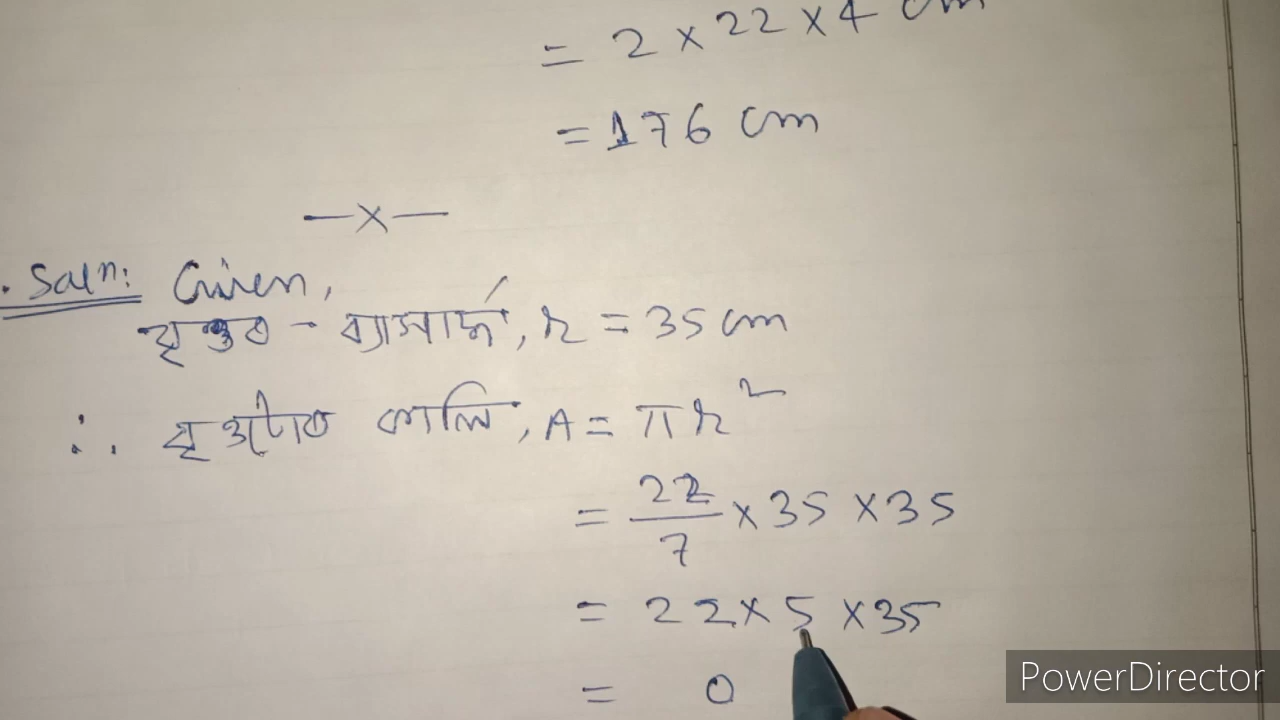 = 2 × 22 × 4 cm
= 176 cm
—×—
. Soln: Given,
বৃত্তৰ - ব্যাসাৰ্দ্ধ, r = 35 cm
∴ বৃত্তটোৰ কালি, A = πr²
= 22/7 × 35 × 35
= 22 × 5 × 35
= 0
PowerDirector